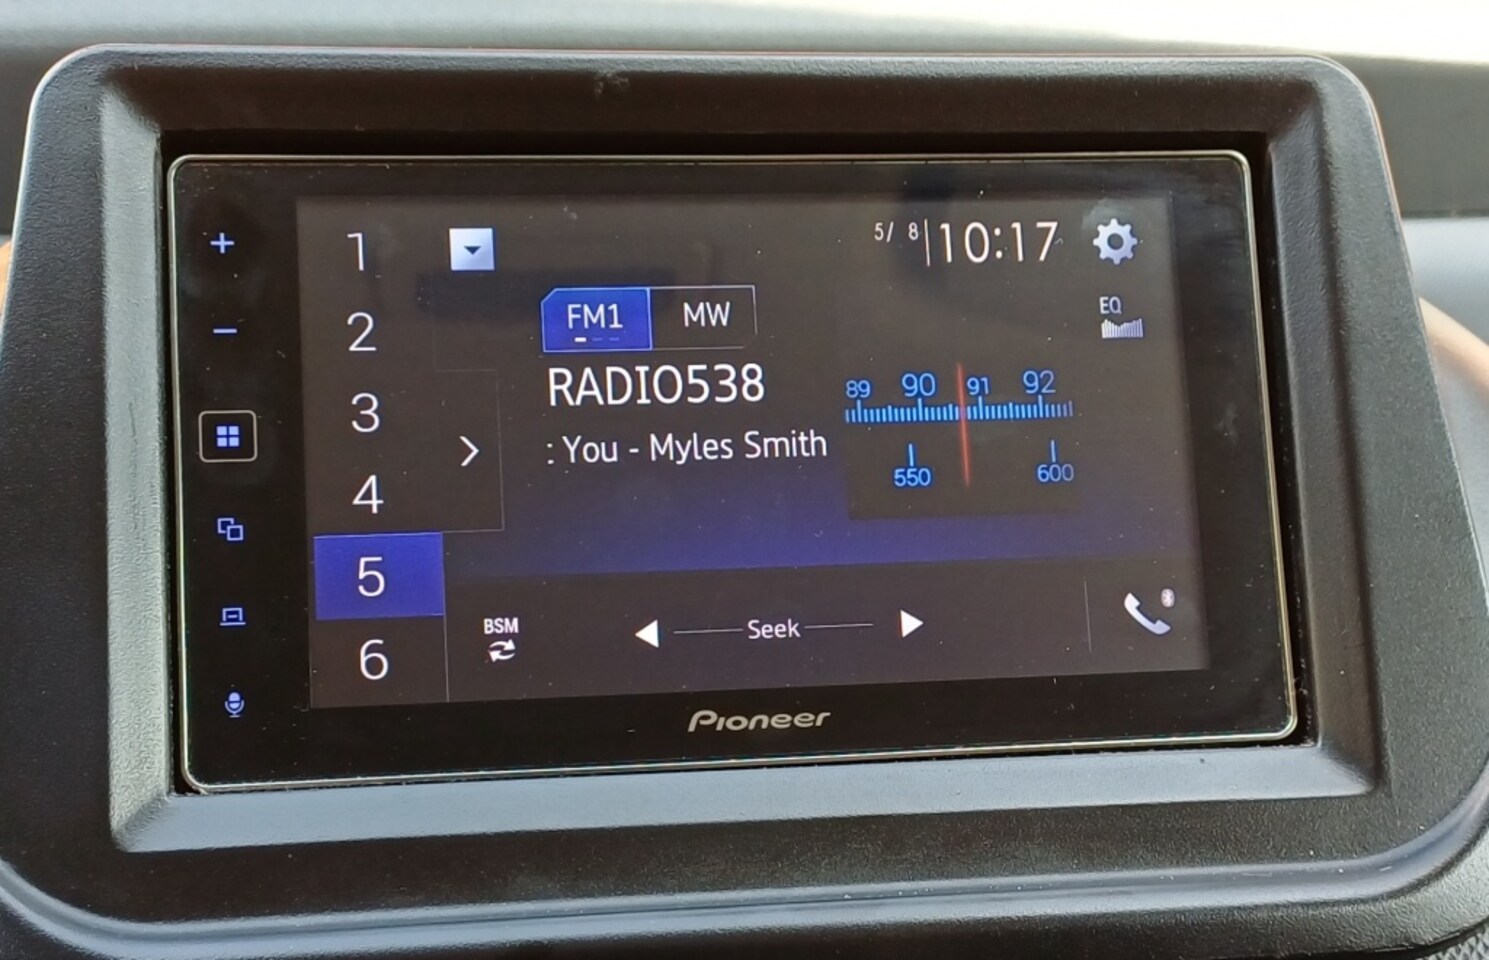 5/ 8 10:17
EQ
FM1 MW
RADIO538
: You - Myles Smith
89 90 91 92
550 600
1
2
3
4
5
6
BSM
Seek
Pioneer